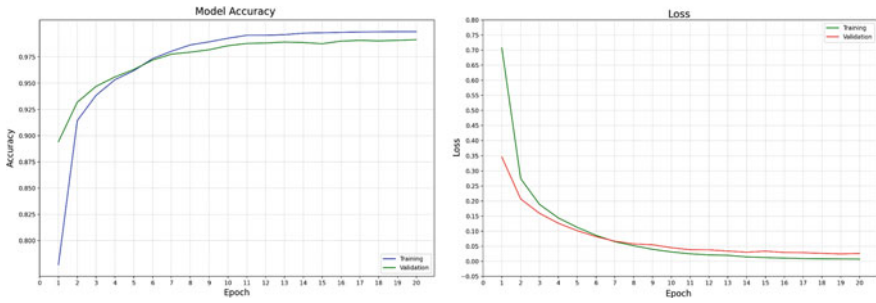 Model Accuracy
0.975
0.950
0.925
0.900
0.875
0.850
0.825
0.800
Accuracy
0 1 2 3 4 5 6 7 8 9 10 11 12 13 14 15 16 17 18 19 20
Epoch
Training
Validation
Loss
0.80
0.75
0.70
0.65
0.60
0.55
0.50
0.45
0.40
0.35
0.30
0.25
0.20
0.15
0.10
0.05
0.00
−0.05
Loss
0 1 2 3 4 5 6 7 8 9 10 11 12 13 14 15 16 17 18 19 20
Epoch
Training
Validation